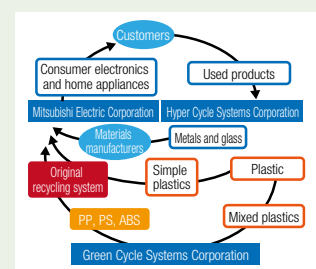 Customers
Consumer electronics
and home appliances
Used products
Mitsubishi Electric Corporation
Hyper Cycle Systems Corporation
Materials
manufacturers
Metals and glass
Original
recycling system
Simple
plastics
Plastic
PP, PS, ABS
Mixed plastics
Green Cycle Systems Corporation